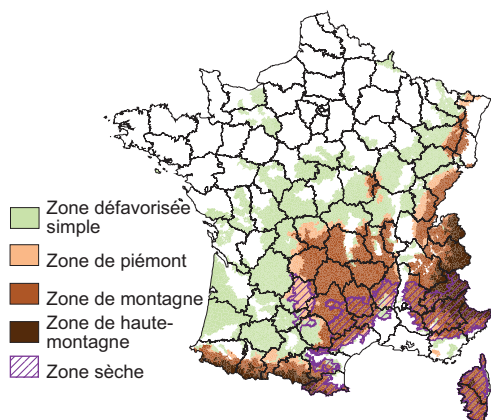 Zone défavorisée
simple
Zone de piémont
Zone de montagne
Zone de haute-
montagne
Zone sèche